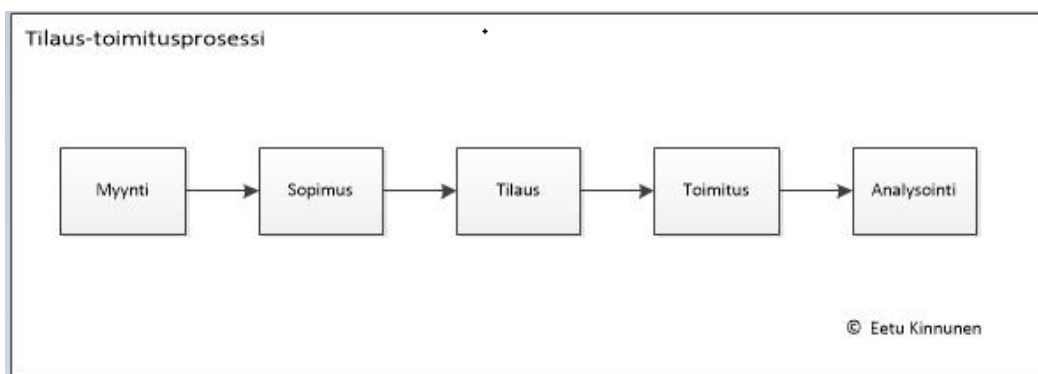 Tilaus-toimitusprosessi
Myynti
Sopimus
Tilaus
Toimitus
Analysointi
© Eetu Kinnunen